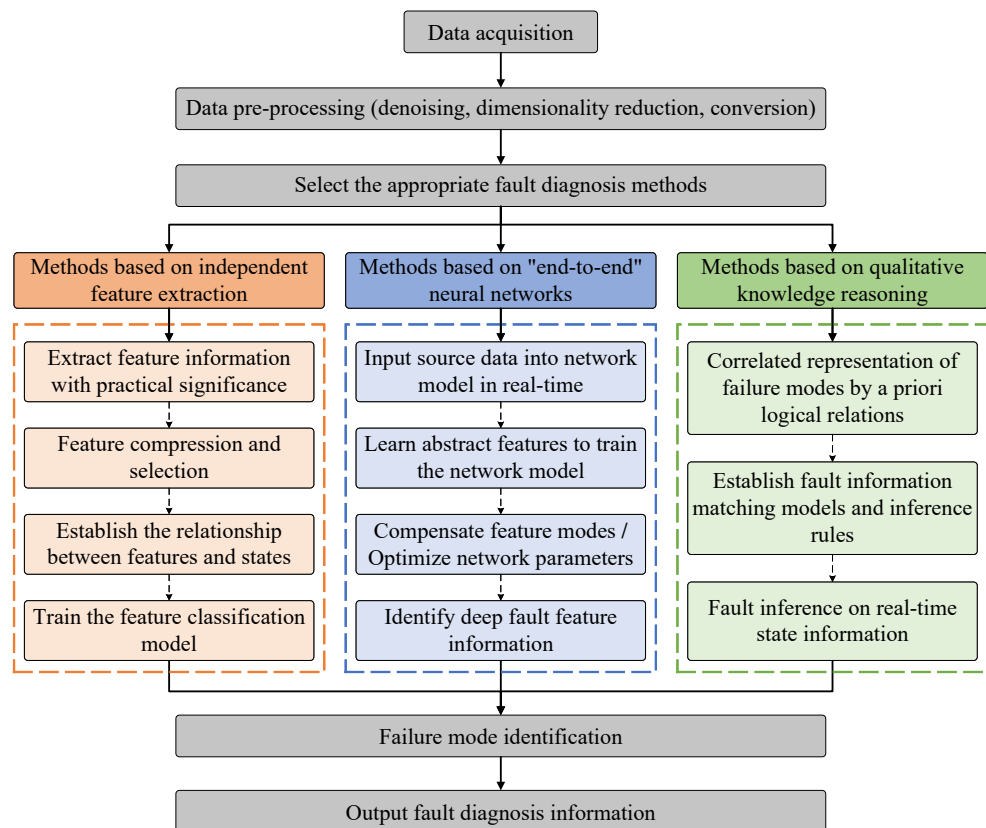 Data acquisition
Data pre-processing (denoising, dimensionality reduction, conversion)
Select the appropriate fault diagnosis methods
Methods based on independent
feature extraction
Extract feature information
with practical significance
Feature compression and
selection
Establish the relationship
between features and states
Train the feature classification
model
Methods based on "end-to-end"
neural networks
Input source data into network
model in real-time
Learn abstract features to train
the network model
Compensate feature modes /
Optimize network parameters
Identify deep fault feature
information
Methods based on qualitative
knowledge reasoning
Correlated representation of
failure modes by a priori
logical relations
Establish fault information
matching models and inference
rules
Fault inference on real-time
state information
Failure mode identification
Output fault diagnosis information